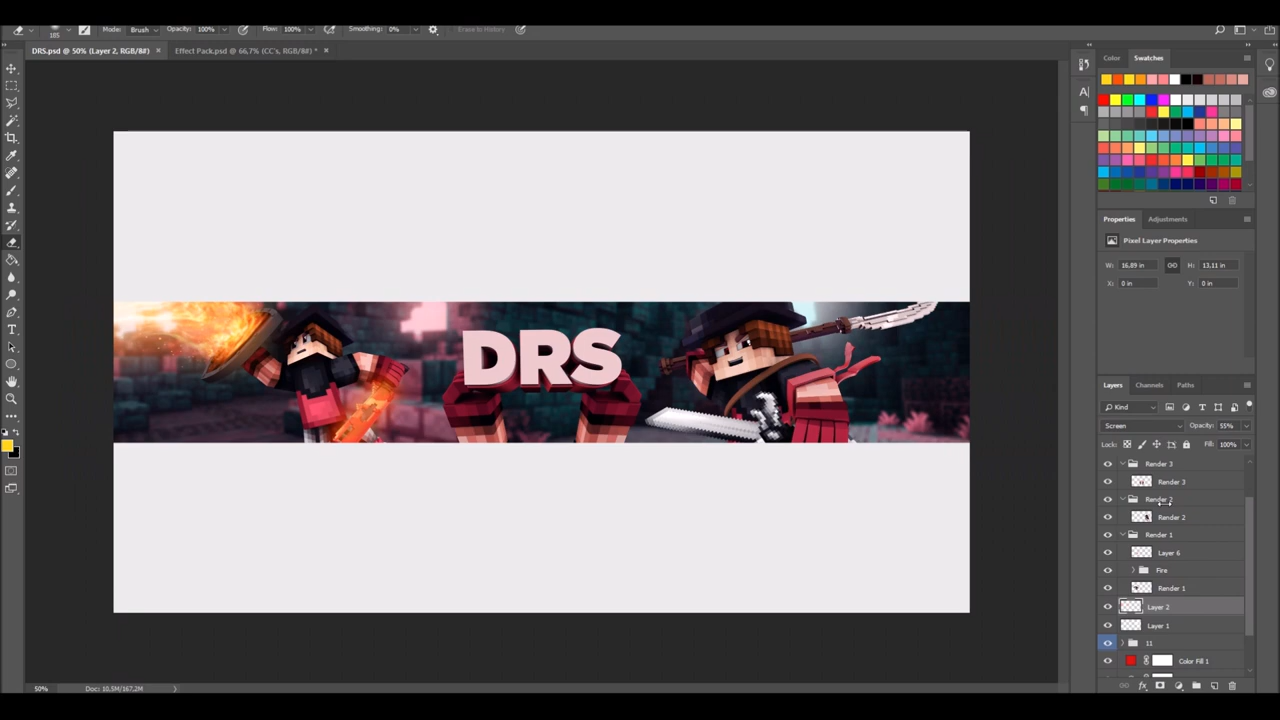 185 Mode: Brush Opacity: 100% Flow: 100% Smoothing: 0% Erase to History
DRS.psd @ 50% (Layer 2, RGB/8#) × Effect Pack.psd @ 66,7% (CC's, RGB/8#) * ×
Color Swatches
Properties Adjustments
Pixel Layer Properties
W: 16.89 in H: 13.11 in
X: 0 in Y: 0 in
DRS
Layers Channels Paths
Kind
Screen Opacity: 55%
Lock: Fill: 100%
Render 3
Render 3
Render 2
Render 2
Render 1
Layer 6
Fire
Render 1
Layer 2
Layer 1
11
Color Fill 1
50% Doc: 10,5M/167,2M